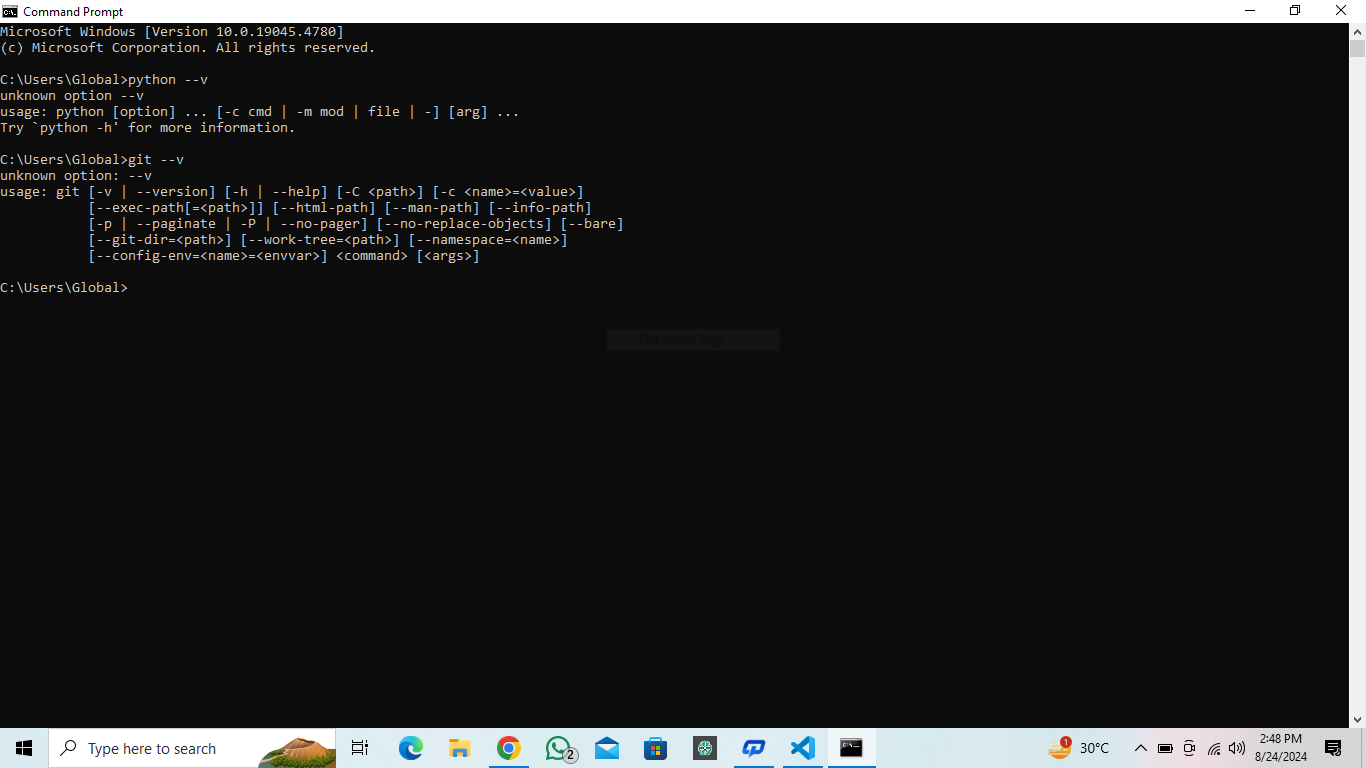 Command Prompt
Microsoft Windows [Version 10.0.19045.4780]
(c) Microsoft Corporation. All rights reserved.
C:\Users\Global>python --v
unknown option --v
usage: python [option] ... [-c cmd | -m mod | file | -] [arg] ...
Try `python -h' for more information.
C:\Users\Global>git --v
unknown option: --v
usage: git [-v | --version] [-h | --help] [-C <path>] [-c <name>=<value>]
[--exec-path[=<path>]] [--html-path] [--man-path] [--info-path]
[-p | --paginate | -P | --no-pager] [--no-replace-objects] [--bare]
[--git-dir=<path>] [--work-tree=<path>] [--namespace=<name>]
[--config-env=<name>=<envvar>] <command> [<args>]
C:\Users\Global>
Full-screen Snip
Type here to search
2
1
30°C
2:48 PM
8/24/2024